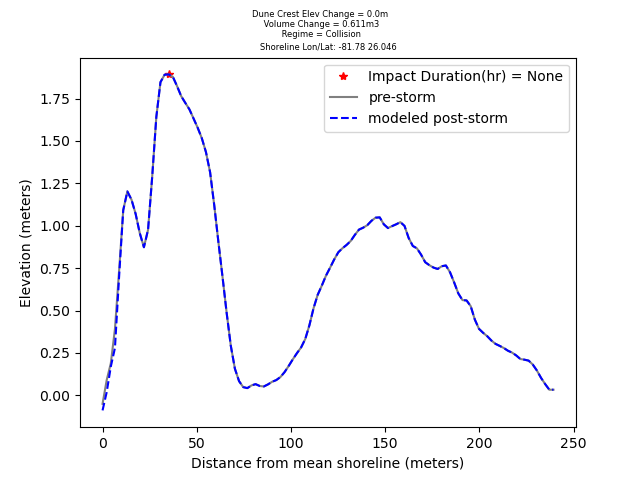 Dune Crest Elev Change = 0.0m
Volume Change = 0.611m3
Regime = Collision
Shoreline Lon/Lat: -81.78 26.046
Impact Duration(hr) = None
pre-storm
modeled post-storm
Elevation (meters)
1.75
1.50
1.25
1.00
0.75
0.50
0.25
0.00
0 50 100 150 200 250
Distance from mean shoreline (meters)